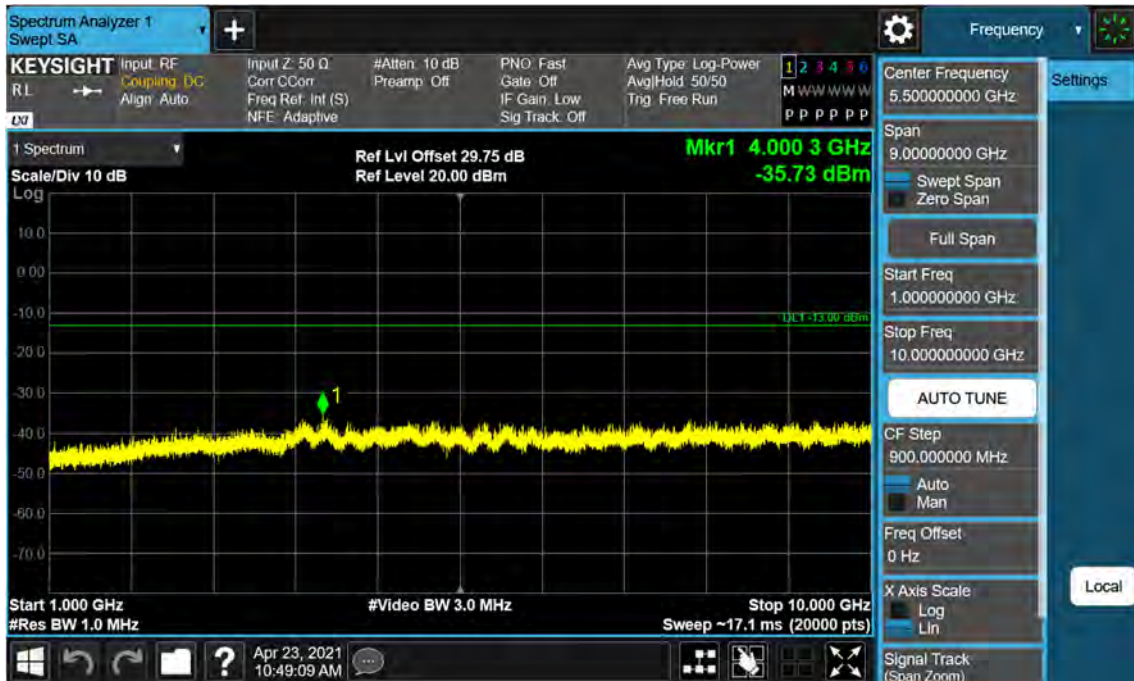 Spectrum Analyzer 1
Swept SA
+
Frequency
KEYSIGHT
RL
LXI
Input: RF
Coupling: DC
Align: Auto
Input Z: 50 Ω
Corr CCorr
Freq Ref: Int (S)
NFE: Adaptive
#Atten: 10 dB
Preamp: Off
PNO: Fast
Gate: Off
IF Gain: Low
Sig Track: Off
Avg Type: Log-Power
Avg|Hold: 50/50
Trig: Free Run
1 2 3 4 5 6
M W W W W W
P P P P P P
1 Spectrum
Scale/Div 10 dB
Ref Lvl Offset 29.75 dB
Ref Level 20.00 dBm
Mkr1 4.000 3 GHz
-35.73 dBm
Log
10.0
0.00
-10.0
-20.0
-30.0
-40.0
-50.0
-60.0
-70.0
DL1 -13.00 dBm
1
Start 1.000 GHz
#Res BW 1.0 MHz
#Video BW 3.0 MHz
Stop 10.000 GHz
Sweep ~17.1 ms (20000 pts)
Center Frequency
5.500000000 GHz
Span
9.00000000 GHz
Swept Span
Zero Span
Full Span
Start Freq
1.000000000 GHz
Stop Freq
10.000000000 GHz
AUTO TUNE
CF Step
900.000000 MHz
Auto
Man
Freq Offset
0 Hz
X Axis Scale
Log
Lin
Signal Track
(Span Zoom)
Settings
Local
?
Apr 23, 2021
10:49:09 AM